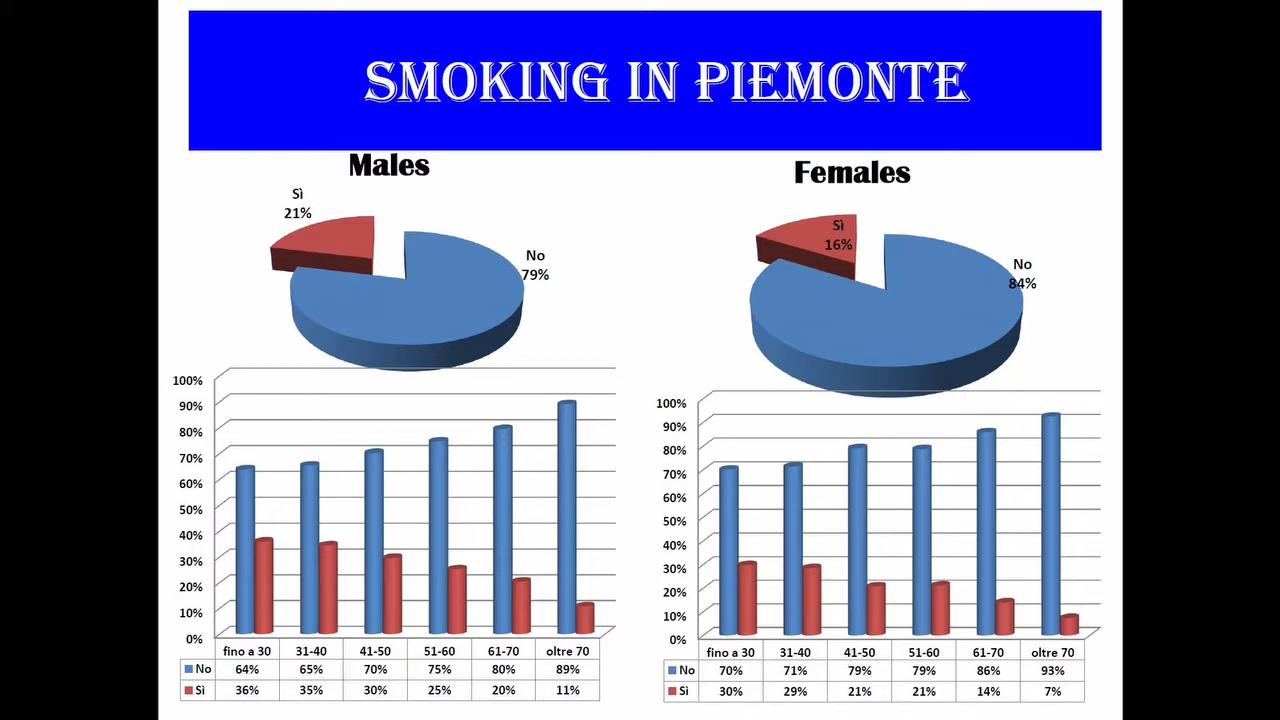 SMOKING IN PIEMONTE
Males
Females
Sì
21%
No
79%
Sì
16%
No
84%
100%
90%
80%
70%
60%
50%
40%
30%
20%
10%
0%
fino a 30 31-40 41-50 51-60 61-70 oltre 70
No 64% 65% 70% 75% 80% 89%
Sì 36% 35% 30% 25% 20% 11%
100%
90%
80%
70%
60%
50%
40%
30%
20%
10%
0%
fino a 30 31-40 41-50 51-60 61-70 oltre 70
No 70% 71% 79% 79% 86% 93%
Sì 30% 29% 21% 21% 14% 7%